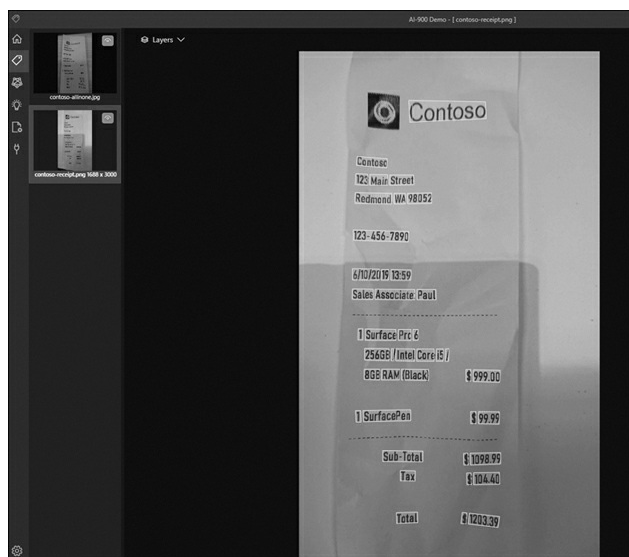 AI-900 Demo - [ contoso-receipt.png ]
Layers
contoso-allinone.jpg
contoso-receipt.png 1688 x 3000
Contoso
Contoso
123 Main Street
Redmond, WA 98052
123-456-7890
6/10/2019 13:59
Sales Associate: Paul
1 Surface Pro 6
256GB / Intel Core i5 /
8GB RAM (Black) $ 999.00
1 SurfacePen $ 99.99
Sub-Total $ 1098.99
Tax $ 104.40
Total $ 1203.39